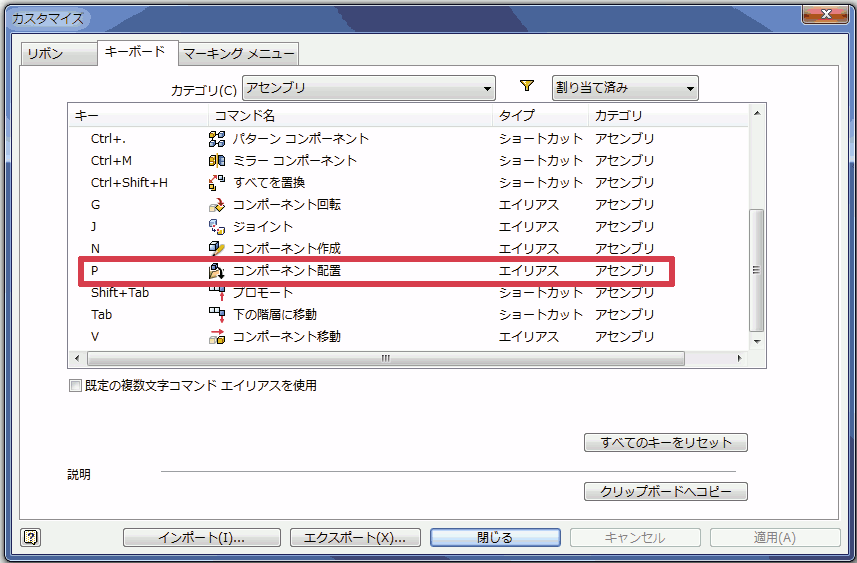 カスタマイズ
リボン キーボード マーキング メニュー
カテゴリ(C) アセンブリ 割り当て済み
キー コマンド名 タイプ カテゴリ
Ctrl+. パターン コンポーネント ショートカット アセンブリ
Ctrl+M ミラー コンポーネント ショートカット アセンブリ
Ctrl+Shift+H すべてを置換 ショートカット アセンブリ
G コンポーネント回転 エイリアス アセンブリ
J ジョイント エイリアス アセンブリ
N コンポーネント作成 エイリアス アセンブリ
P コンポーネント配置 エイリアス アセンブリ
Shift+Tab プロモート ショートカット アセンブリ
Tab 下の階層に移動 ショートカット アセンブリ
V コンポーネント移動 エイリアス アセンブリ
既定の複数文字コマンド エイリアスを使用
すべてのキーをリセット
説明
クリップボードへコピー
インポート(I)... エクスポート(X)... 閉じる キャンセル 適用(A)